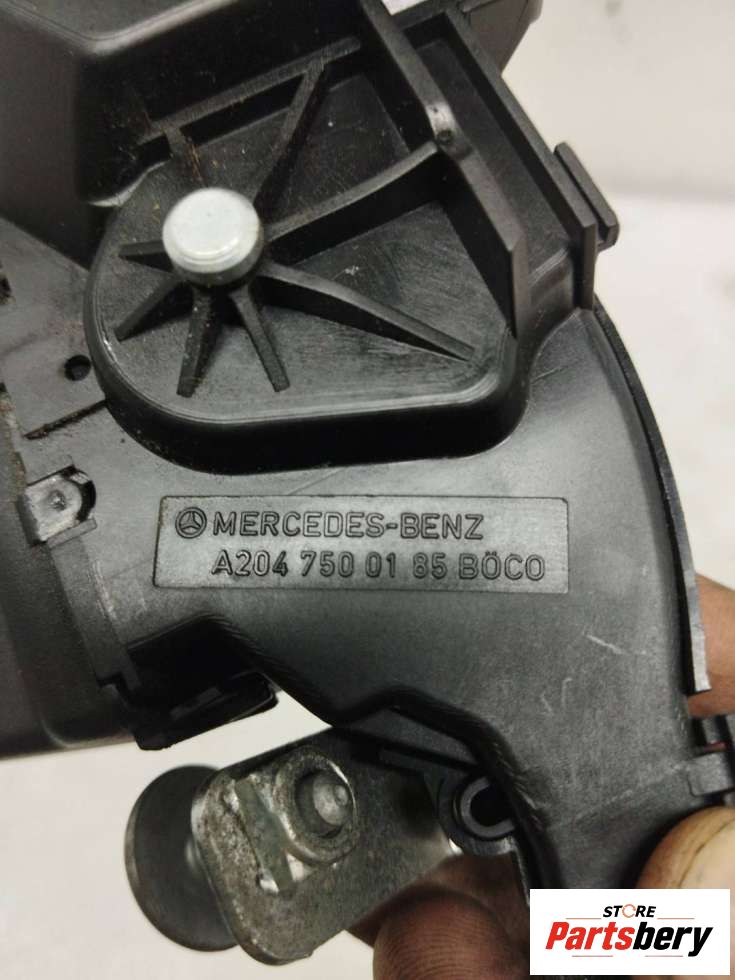 MERCEDES-BENZ
A204 750 01 85 BÖCO
STORE
Partsbery